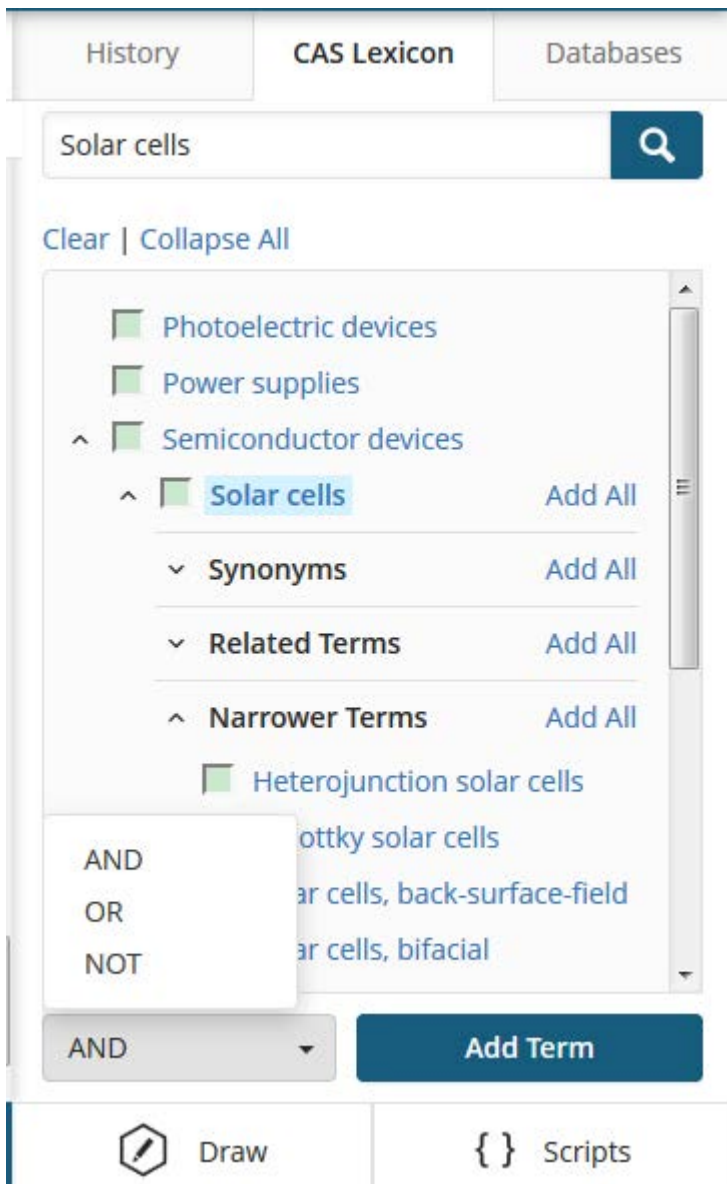 History CAS Lexicon Databases
Solar cells
Clear | Collapse All
Photoelectric devices
Power supplies
Semiconductor devices
Solar cells Add All
Synonyms Add All
Related Terms Add All
Narrower Terms Add All
Heterojunction solar cells
ottky solar cells
ar cells, back-surface-field
ar cells, bifacial
AND
OR
NOT
AND Add Term
Draw { } Scripts